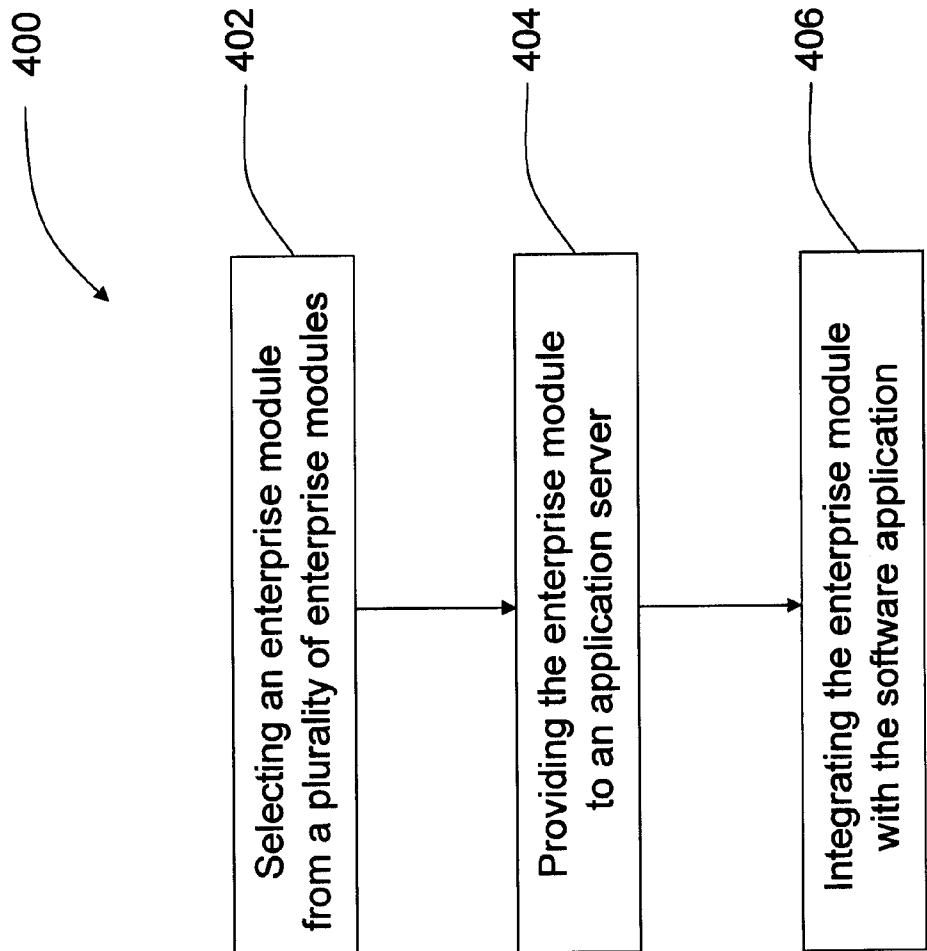 400
402
Selecting an enterprise module
from a plurality of enterprise modules
404
Providing the enterprise module
to an application server
406
Integrating the enterprise module
with the software application